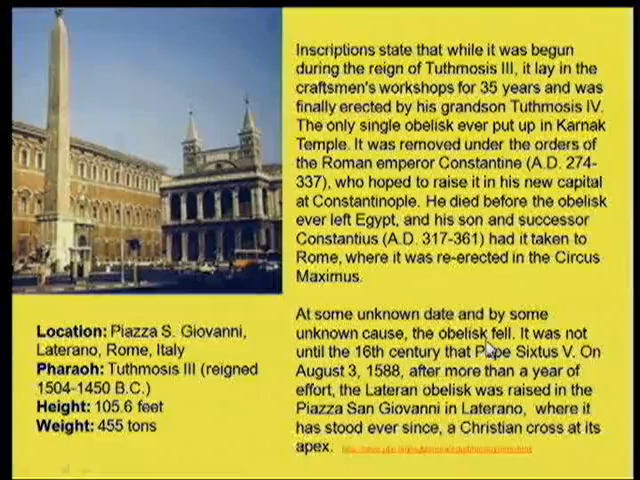 Inscriptions state that while it was begun
during the reign of Tuthmosis III, it lay in the
craftsmen's workshops for 35 years and was
finally erected by his grandson Tuthmosis IV.
The only single obelisk ever put up in Karnak
Temple. It was removed under the orders of
the Roman emperor Constantine (A.D. 274-
337), who hoped to raise it in his new capital
at Constantinople. He died before the obelisk
ever left Egypt, and his son and successor
Constantius (A.D. 317-361) had it taken to
Rome, where it was re-erected in the Circus
Maximus.
At some unknown date and by some
unknown cause, the obelisk fell. It was not
until the 16th century that Pope Sixtus V. On
August 3, 1588, after more than a year of
effort, the Lateran obelisk was raised in the
Piazza San Giovanni in Laterano, where it
has stood ever since, a Christian cross at its
apex.
Location: Piazza S. Giovanni,
Laterano, Rome, Italy
Pharaoh: Tuthmosis III (reigned
1504-1450 B.C.)
Height: 105.6 feet
Weight: 455 tons